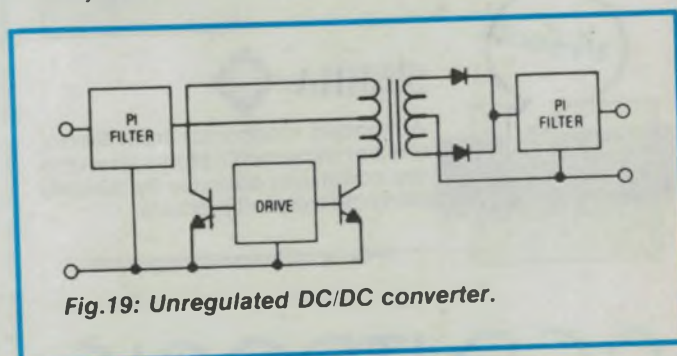 PI
FILTER
DRIVE
PI
FILTER
Fig.19: Unregulated DC/DC converter.